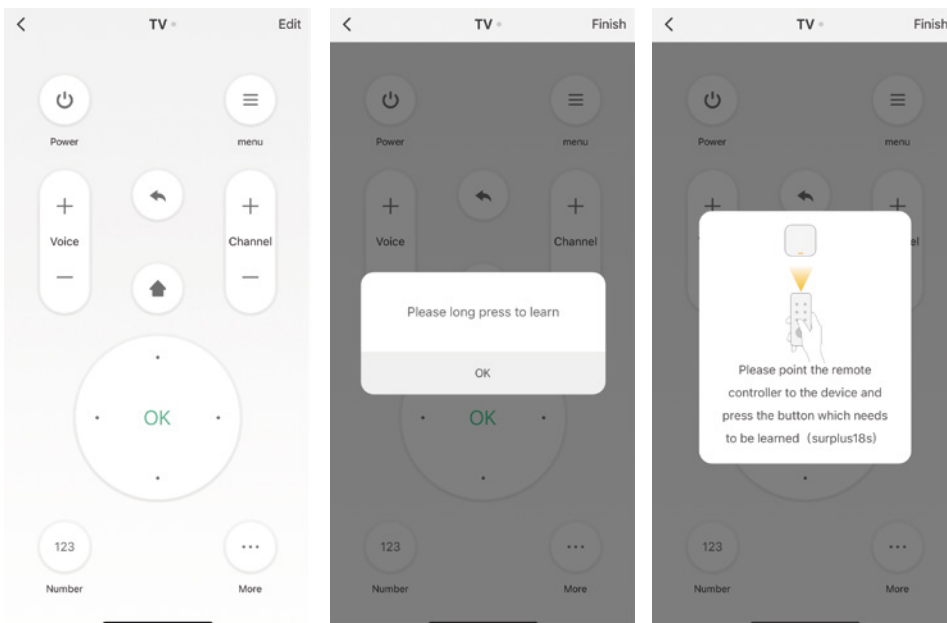 TV
Edit
Power
menu
Voice
Channel
OK
123
Number
More
TV
Finish
Power
menu
Voice
Channel
Please long press to learn
OK
OK
123
Number
More
TV
Finish
Power
menu
el
Please point the remote
controller to the device and
press the button which needs
to be learned (surplus18s)
123
Number
More